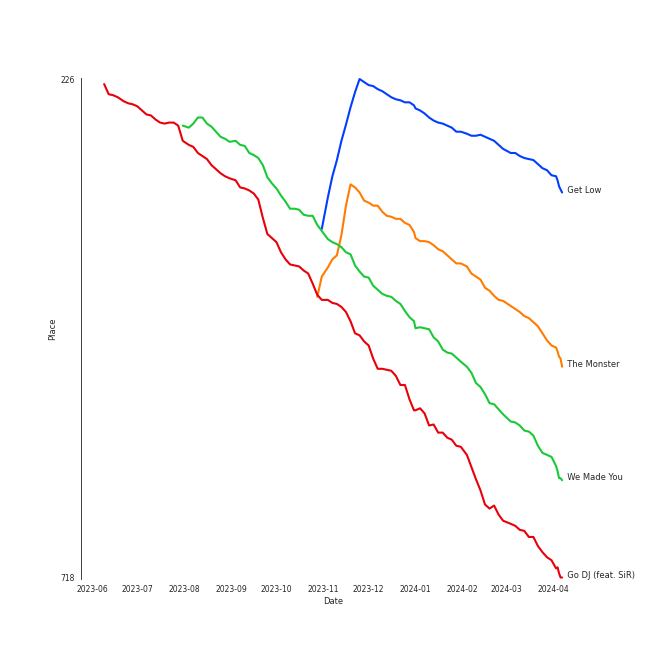 226
Get Low
Place
The Monster
We Made You
718
Go DJ (feat. SiR)
2023-06 2023-07 2023-08 2023-09 2023-10 2023-11 2023-12 2024-01 2024-02 2024-03 2024-04
Date